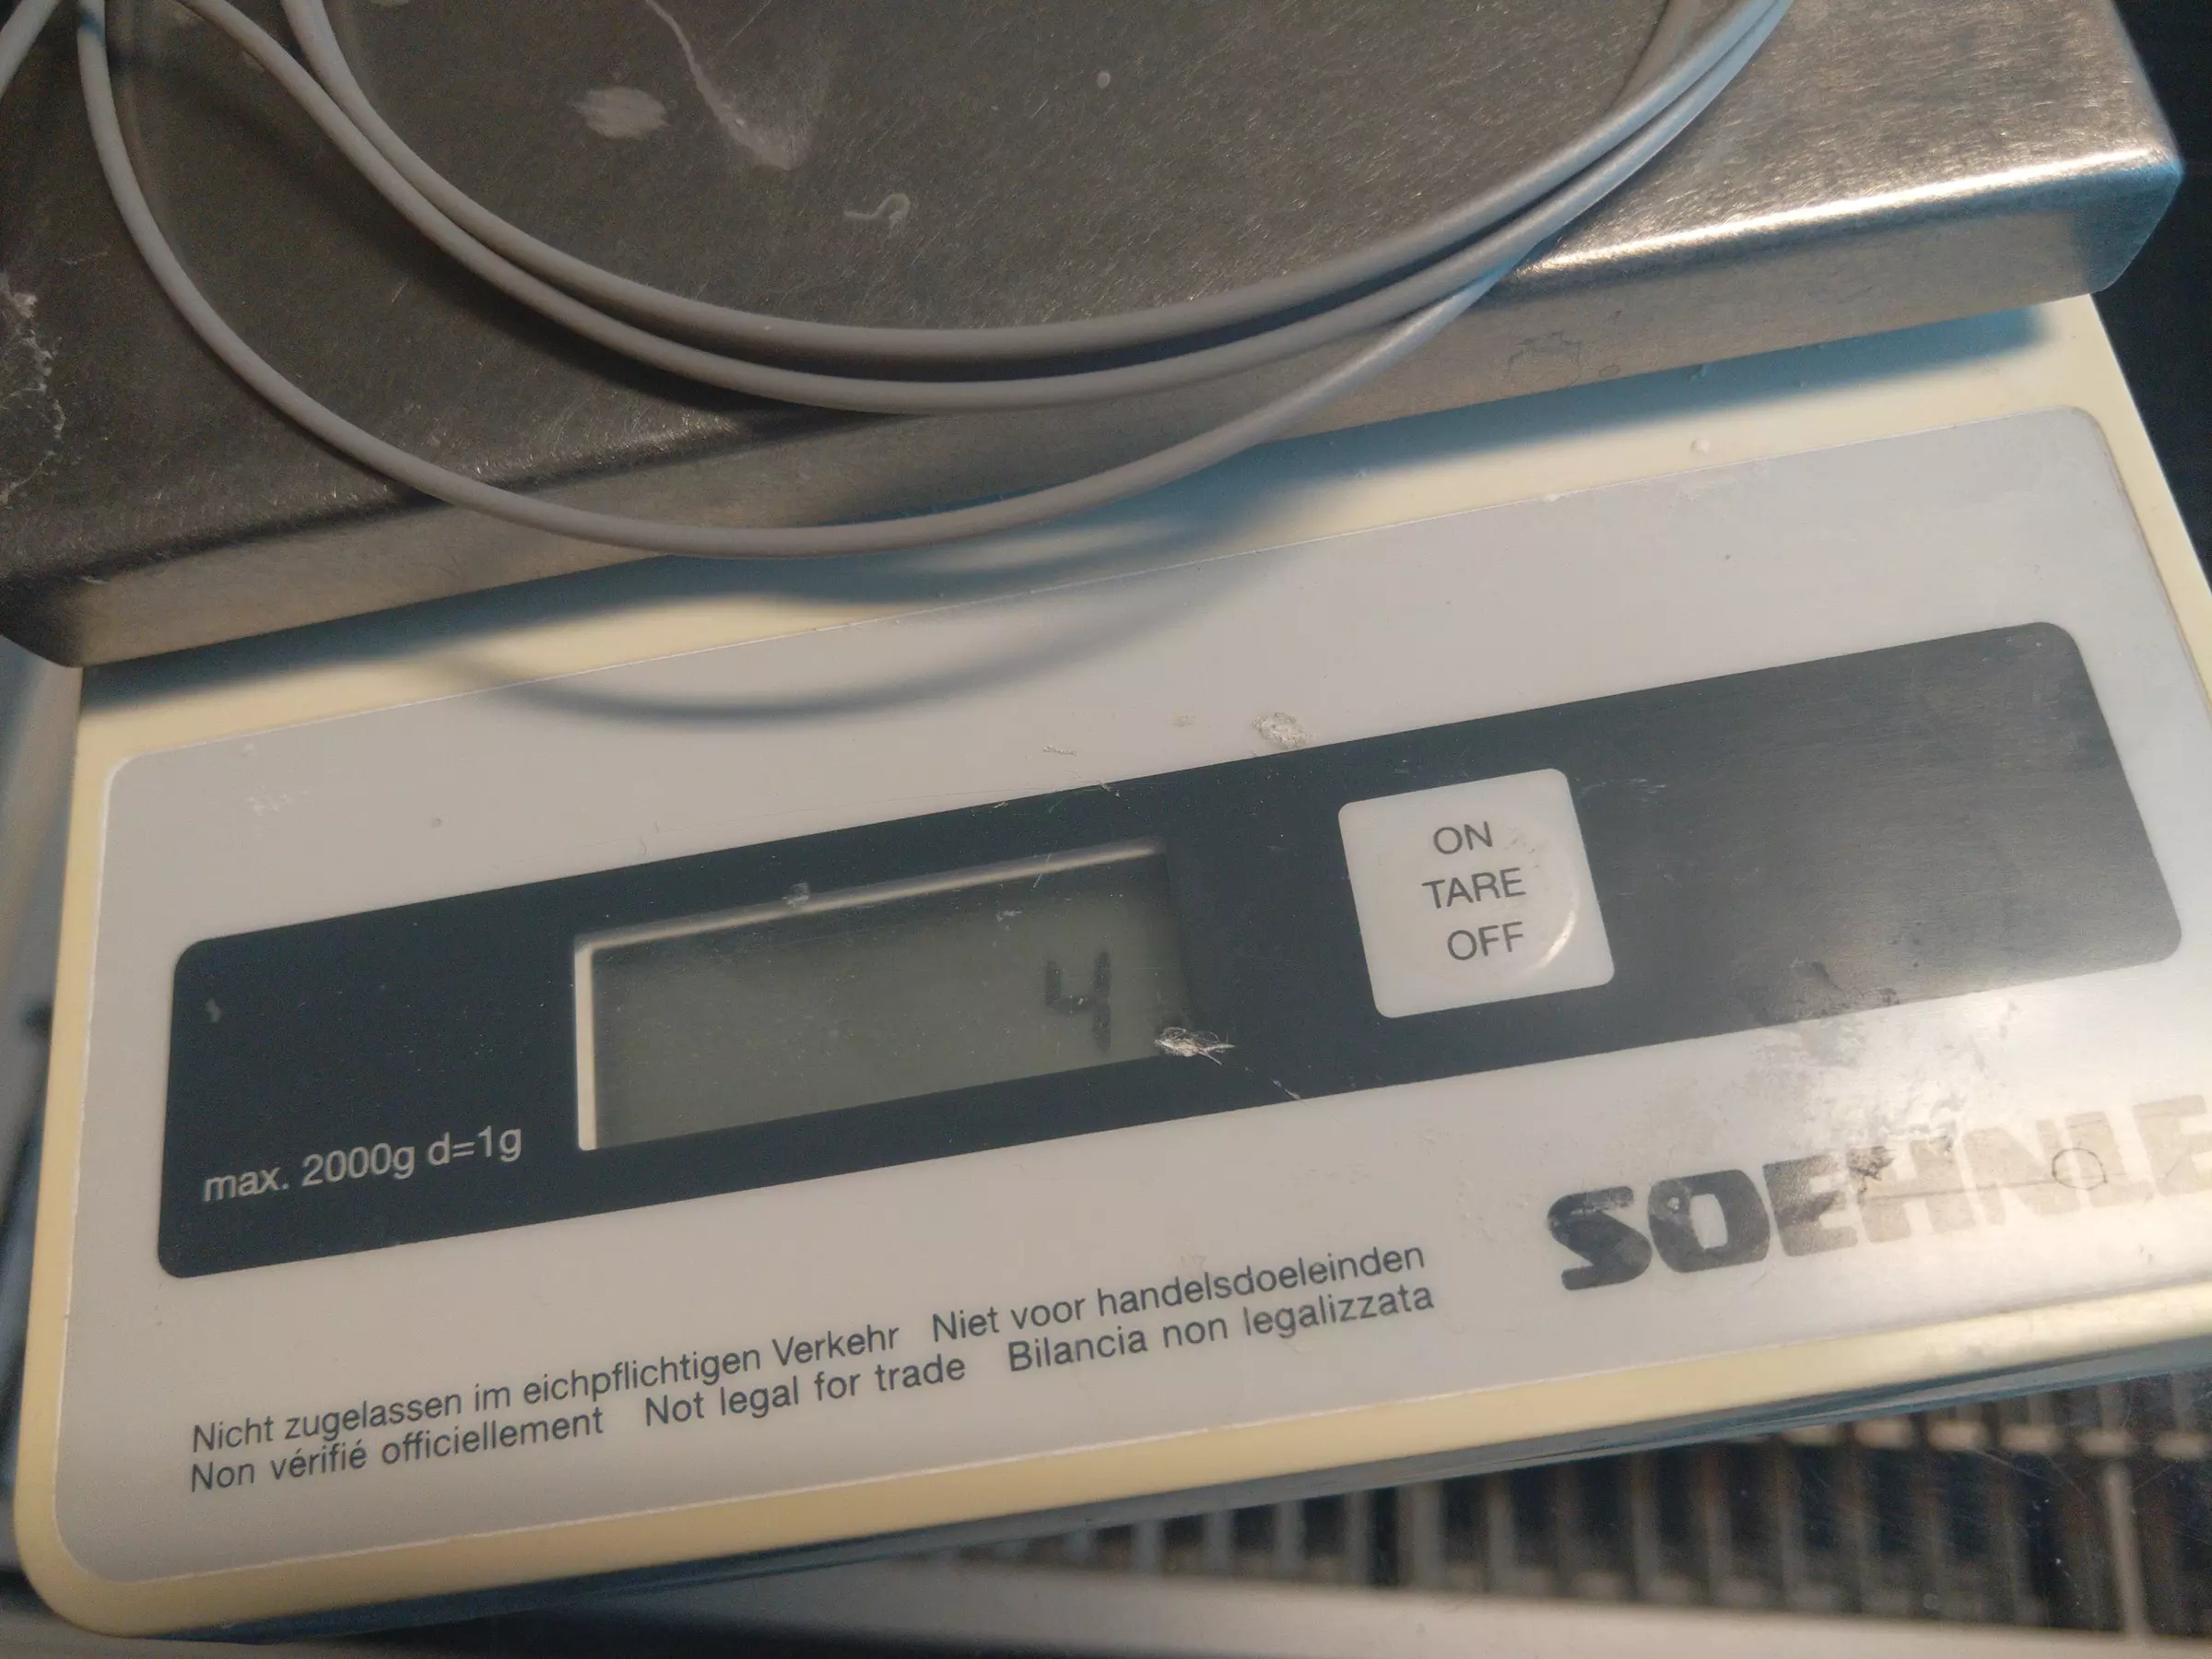 4
ON
TARE
OFF
max. 2000g d=1g
SOEHNLE
Nicht zugelassen im eichpflichtigen Verkehr Niet voor handelsdoeleinden
Non vérifié officiellement Not legal for trade Bilancia non legalizzata